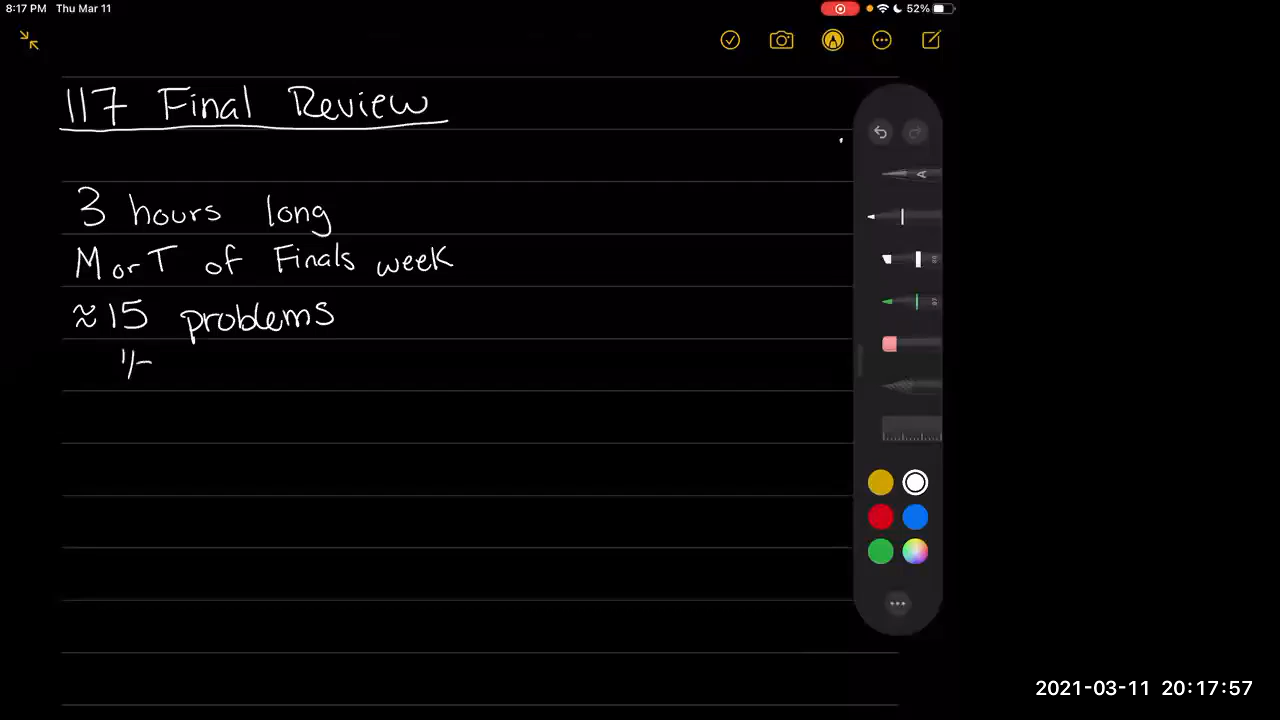 8:17 PM Thu Mar 11 52%
117 Final Review
3 hours long
M or T of Finals week
≈ 15 problems
2021-03-11 20:17:57